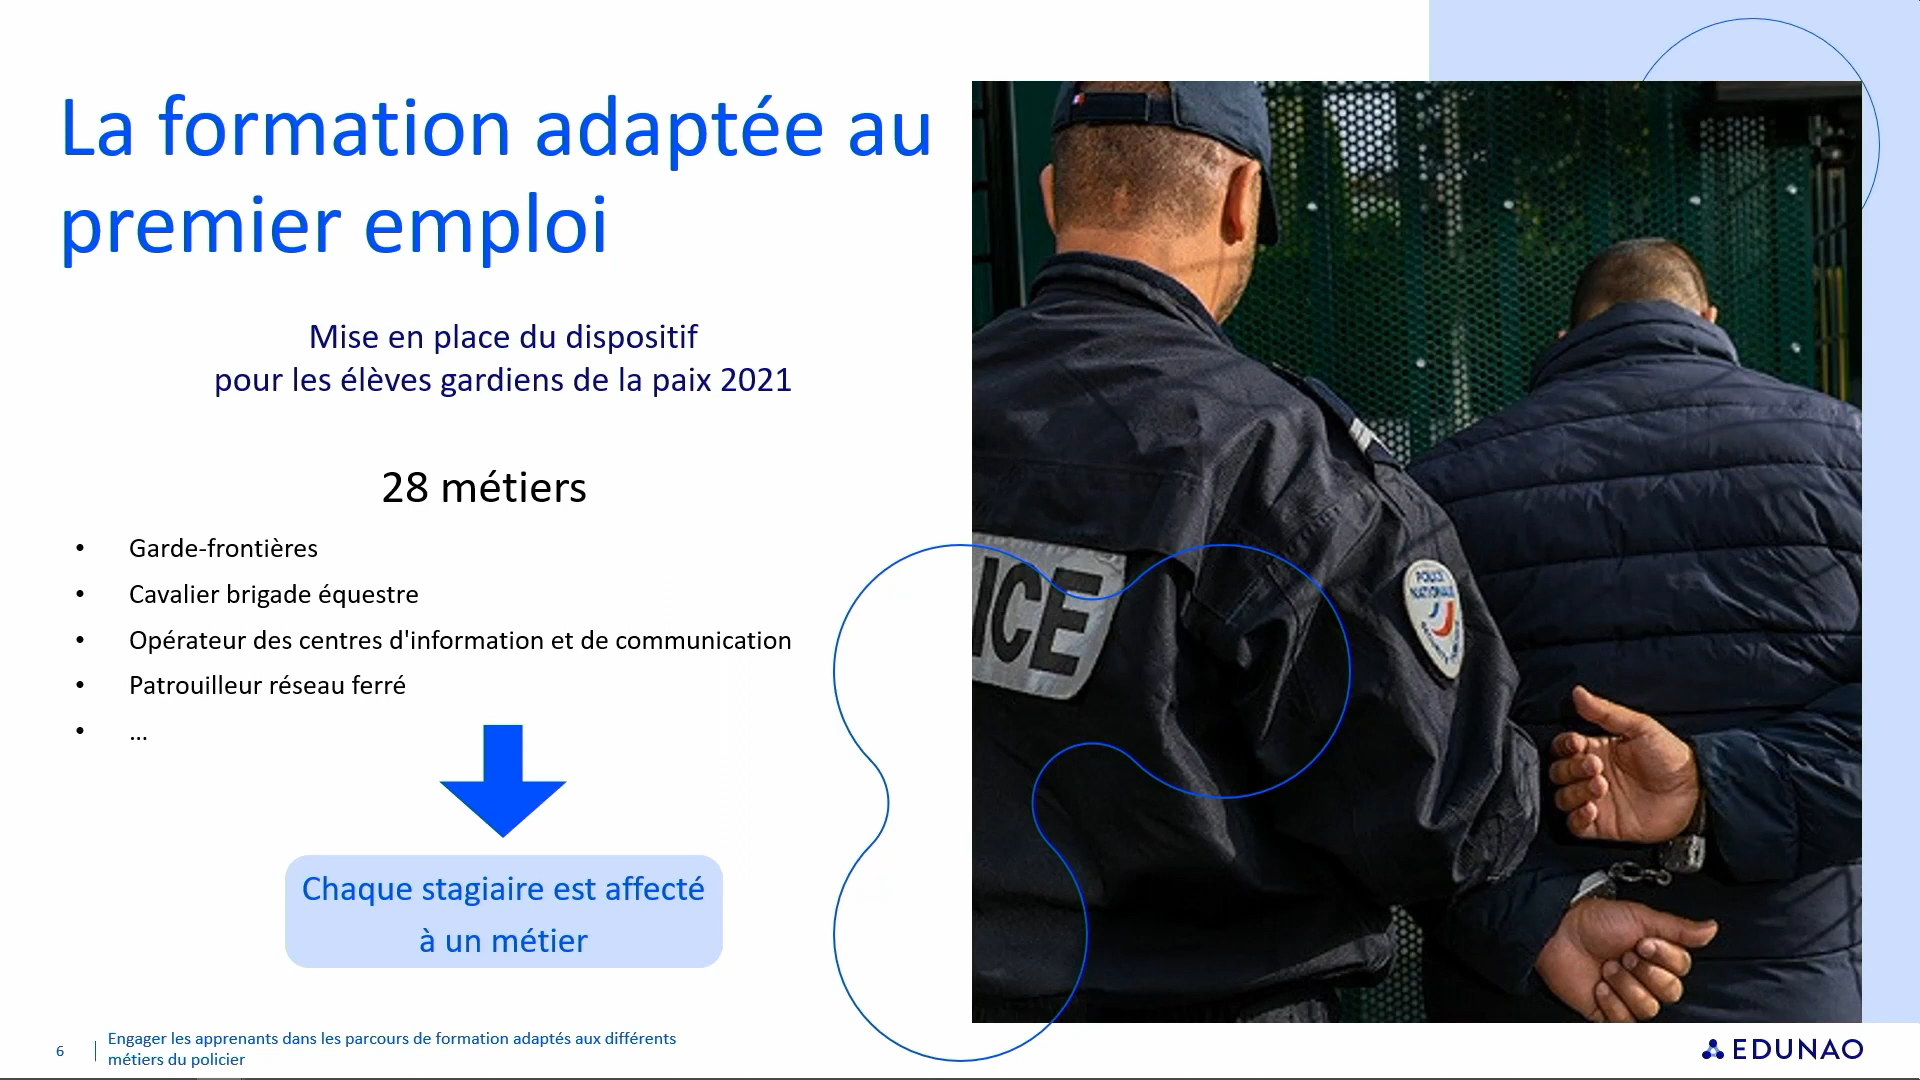 La formation adaptée au
premier emploi
Mise en place du dispositif
pour les élèves gardiens de la paix 2021
28 métiers
• Garde-frontières
• Cavalier brigade équestre
• Opérateur des centres d'information et de communication
• Patrouilleur réseau ferré
• ...
Chaque stagiaire est affecté
à un métier
ICE
POLICE
NATIONALE
6
Engager les apprenants dans les parcours de formation adaptés aux différents
métiers du policier
EDUNAO